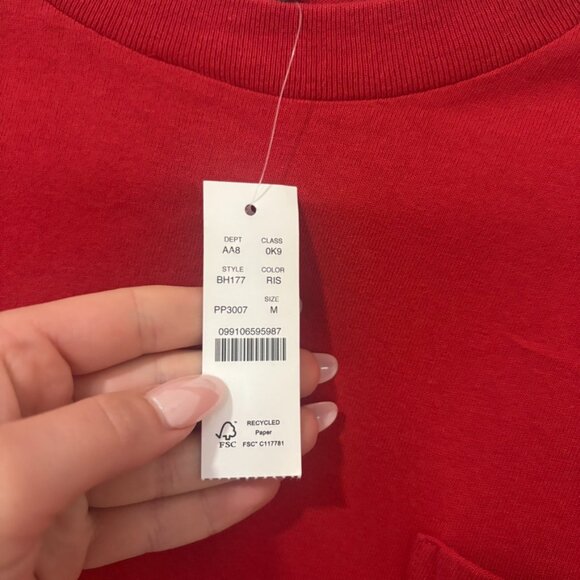 DEPT CLASS
AA8 0K9
STYLE COLOR
BH177 RIS
SIZE
PP3007 M
099106595987
RECYCLED
Paper
FSC FSC® C117781